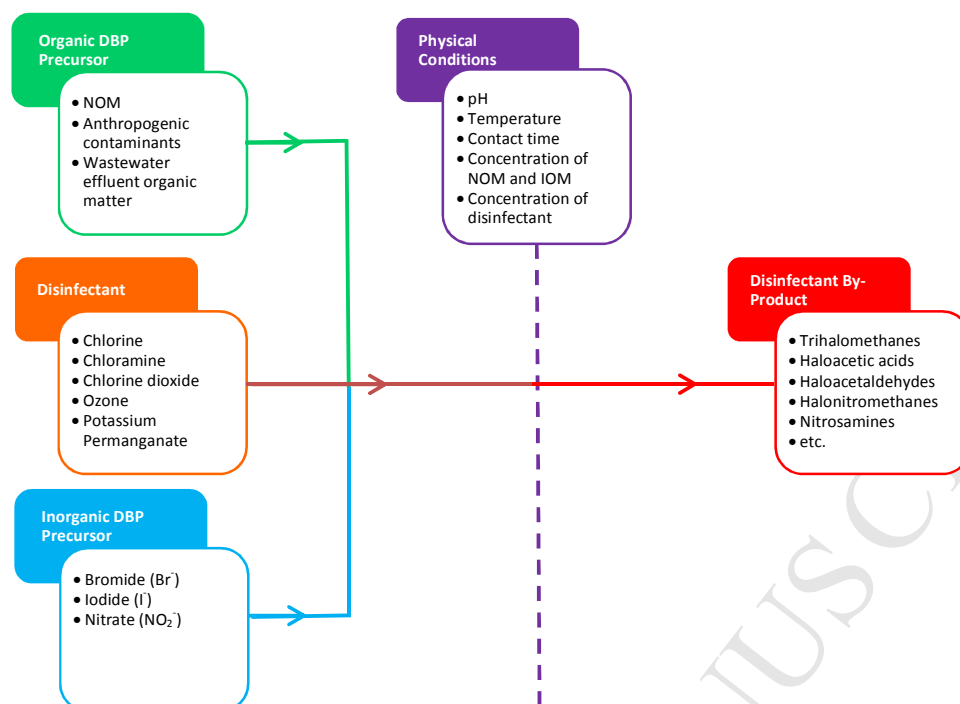 Organic DBP
Precursor
• NOM
• Anthropogenic
contaminants
• Wastewater
effluent organic
matter
Physical
Conditions
• pH
• Temperature
• Contact time
• Concentration of
NOM and IOM
• Concentration of
disinfectant
Disinfectant
• Chlorine
• Chloramine
• Chlorine dioxide
• Ozone
• Potassium
Permanganate
Disinfectant By-
Product
• Trihalomethanes
• Haloacetic acids
• Haloacetaldehydes
• Halonitromethanes
• Nitrosamines
• etc.
Inorganic DBP
Precursor
• Bromide (Br⁻)
• Iodide (I⁻)
• Nitrate (NO₂⁻)